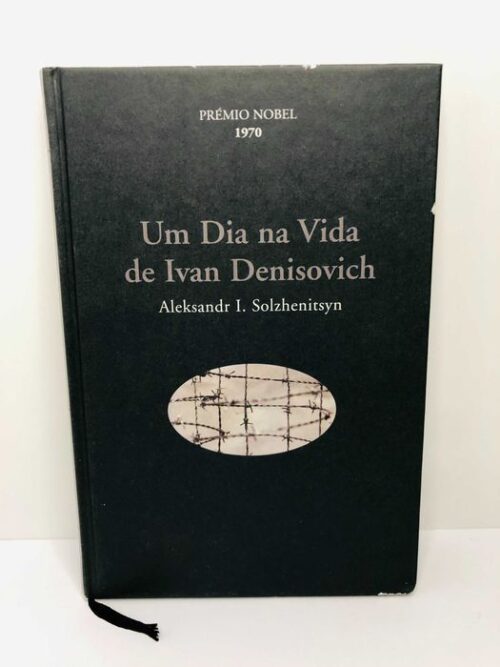 PRÉMIO NOBEL
1970
Um Dia na Vida
de Ivan Denisovich
Aleksandr I. Solzhenitsyn